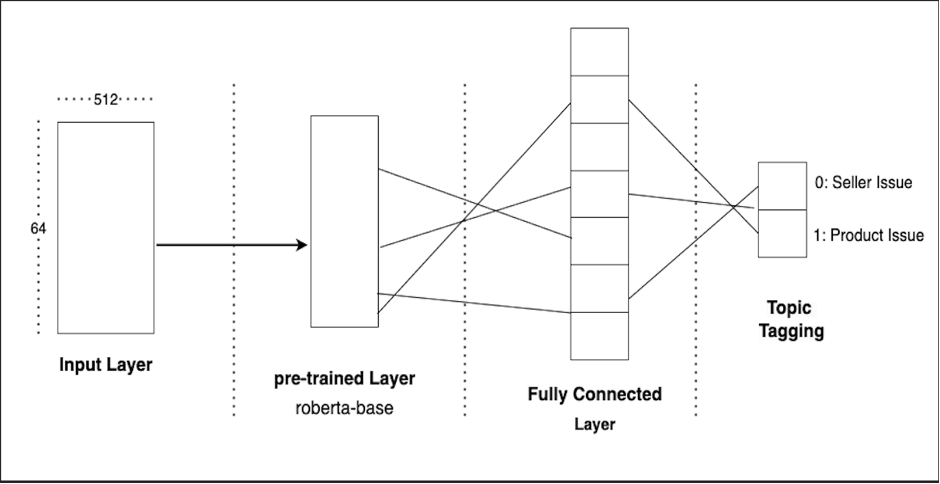 512
64
Input Layer
pre-trained Layer
roberta-base
Fully Connected
Layer
0: Seller Issue
1: Product Issue
Topic
Tagging